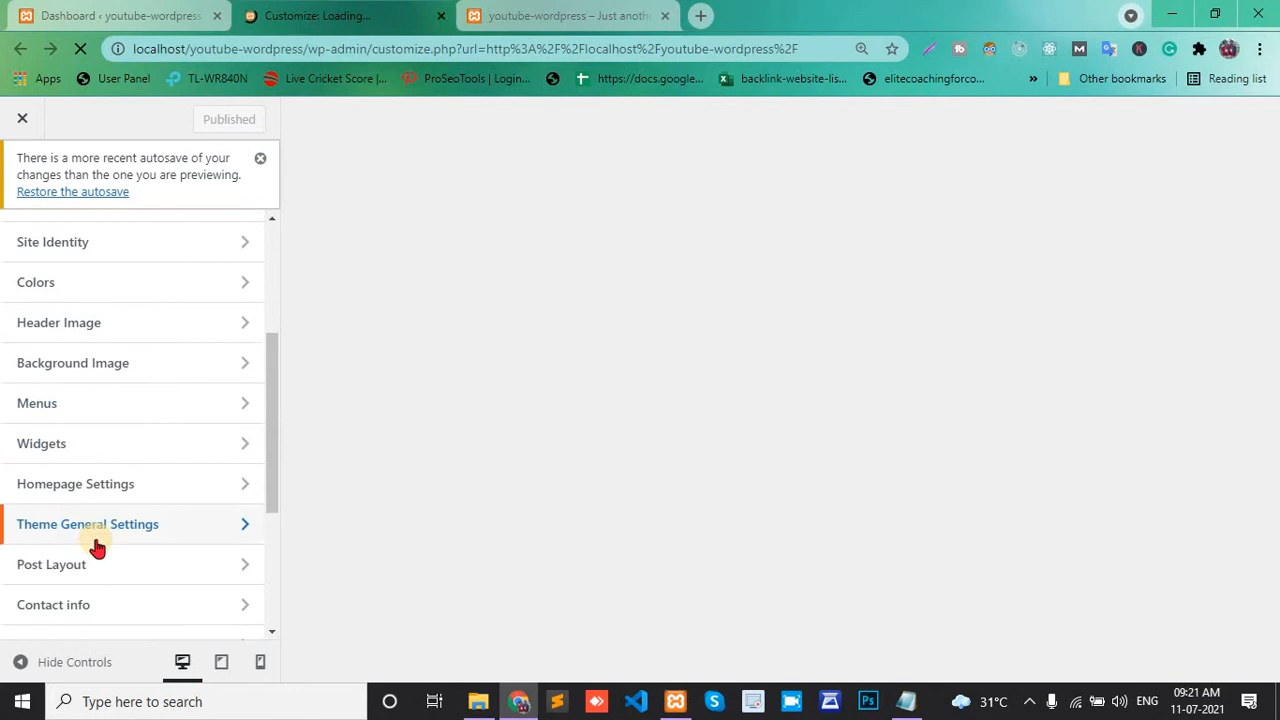 Dashboard ‹ youtube-wordpress
Customize: Loading...
youtube-wordpress – Just anoth
localhost/youtube-wordpress/wp-admin/customize.php?url=http%3A%2F%2Flocalhost%2Fyoutube-wordpress%2F
Apps
User Panel
TL-WR840N
Live Cricket Score |...
ProSeoTools | Login...
https://docs.google...
backlink-website-lis...
elitecoachingforco...
»
Other bookmarks
Reading list
Published
There is a more recent autosave of your
changes than the one you are previewing.
Restore the autosave
Site Identity
Colors
Header Image
Background Image
Menus
Widgets
Homepage Settings
Theme General Settings
Post Layout
Contact info
Hide Controls
Type here to search
31°C
ENG
09:21 AM
11-07-2021